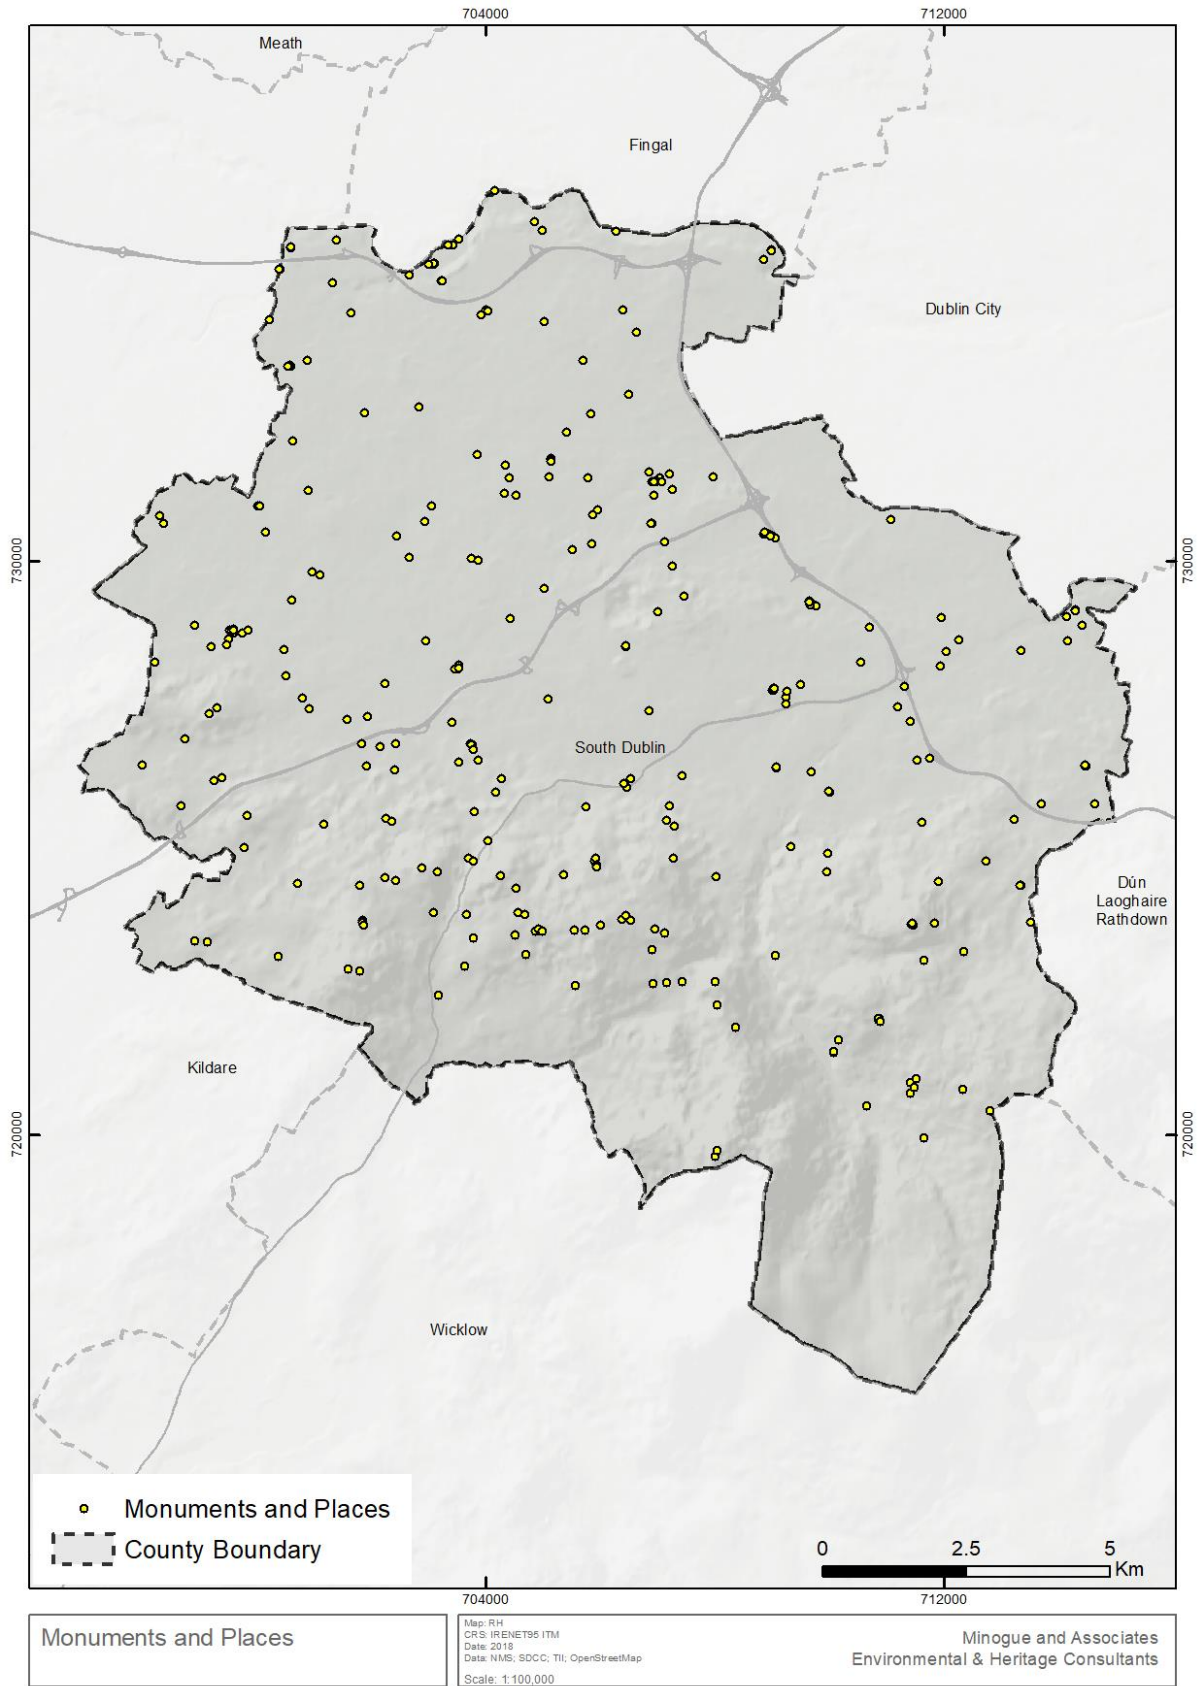 704000
712000
Meath
Fingal
Dublin City
730000
730000
South Dublin
Dún
Laoghaire
Rathdown
Kildare
720000
720000
Wicklow
Monuments and Places
County Boundary
0 2.5 5
Km
704000
712000
Monuments and Places
Map: RH
CRS: IRENET95 ITM
Date: 2018
Data: NMS; SDCC; TII; OpenStreetMap
Scale: 1:100,000
Minogue and Associates
Environmental & Heritage Consultants